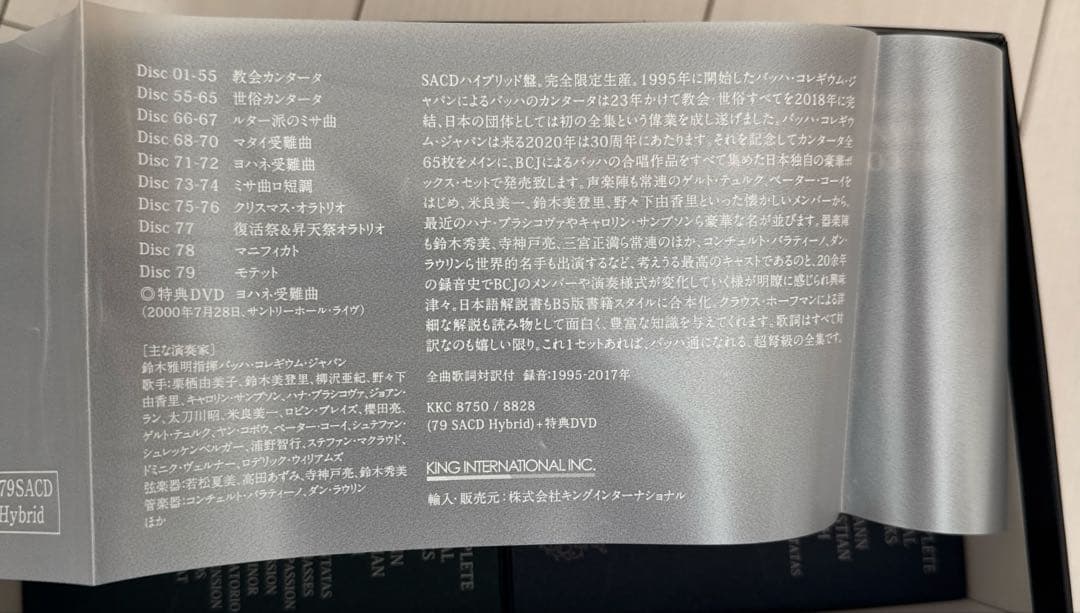 Disc 01-55 教会カンタータ
Disc 55-65 世俗カンタータ
Disc 66-67 ルター派のミサ曲
Disc 68-70 マタイ受難曲
Disc 71-72 ヨハネ受難曲
Disc 73-74 ミサ曲ロ短調
Disc 75-76 クリスマス・オラトリオ
Disc 77 復活祭&昇天祭オラトリオ
Disc 78 マニフィカト
Disc 79 モテット
◎特典DVD ヨハネ受難曲
(2000年7月28日、サントリーホール・ライヴ)
[主な演奏家]
鈴木雅明指揮バッハ・コレギウム・ジャパン
歌手:栗栖由美子、鈴木美登里、柳沢亜紀、野々下
由香里、キャロリン・サンプソン、ハナ・ブラシコヴァ、ジョアン・
ラン、太刀川昭、米良美一、ロビン・ブレイズ、櫻田亮、
ゲルト・テュルク、ヤン・コボウ、ペーター・コーイ、シュテファン・
シュレッケンベルガー、浦野智行、ステファン・マクラウド、
ドミニク・ヴェルナー、ロデリック・ウィリアムズ
弦楽器:若松夏美、高田あずみ、寺神戸亮、鈴木秀美
管楽器:コンチェルト・パラティーノ、ダン・ラウリン
ほか
SACDハイブリッド盤。完全限定生産。1995年に開始したバッハ・コレギウム・ジ
ャパンによるバッハのカンタータは23年かけて教会・世俗すべてを2018年に完
結、日本の団体としては初の全集という偉業を成し遂げました。バッハ・コレギウ
ム・ジャパンは来る2020年は30周年にあたります。それを記念してカンタータ全
65枚をメインに、BCJによるバッハの合唱作品をすべて集めた日本独自の豪華ボ
ックス・セットで発売致します。声楽陣も常連のゲルト・テュルク、ペーター・コーイを
はじめ、米良美一、鈴木美登里、野々下由香里といった懐かしいメンバーから、
最近のハナ・ブラシコヴァやキャロリン・サンプソンら豪華な名が並びます。器楽陣
も鈴木秀美、寺神戸亮、三宮正満ら常連のほか、コンチェルト・パラティーノ、ダン・
ラウリンら世界的名手も出演するなど、考えうる最高のキャストであるのと、20余年
の録音史でBCJのメンバーや演奏様式が変化していく様が明瞭に感じられ興味
津々。日本語解説書もB5版書籍スタイルに合本化。クラウス・ホーフマンによる詳
細な解説も読み物として面白く、豊富な知識を与えてくれます。歌詞はすべて対
訳なのも嬉しい限り。これ1セットあれば、バッハ通になれる、超弩級の全集です。
全曲歌詞対訳付 録音:1995-2017年
KKC 8750 / 8828
(79 SACD Hybrid)+特典DVD
KING INTERNATIONAL INC.
輸入・販売元:株式会社キングインターナショナル
79SACD
Hybrid